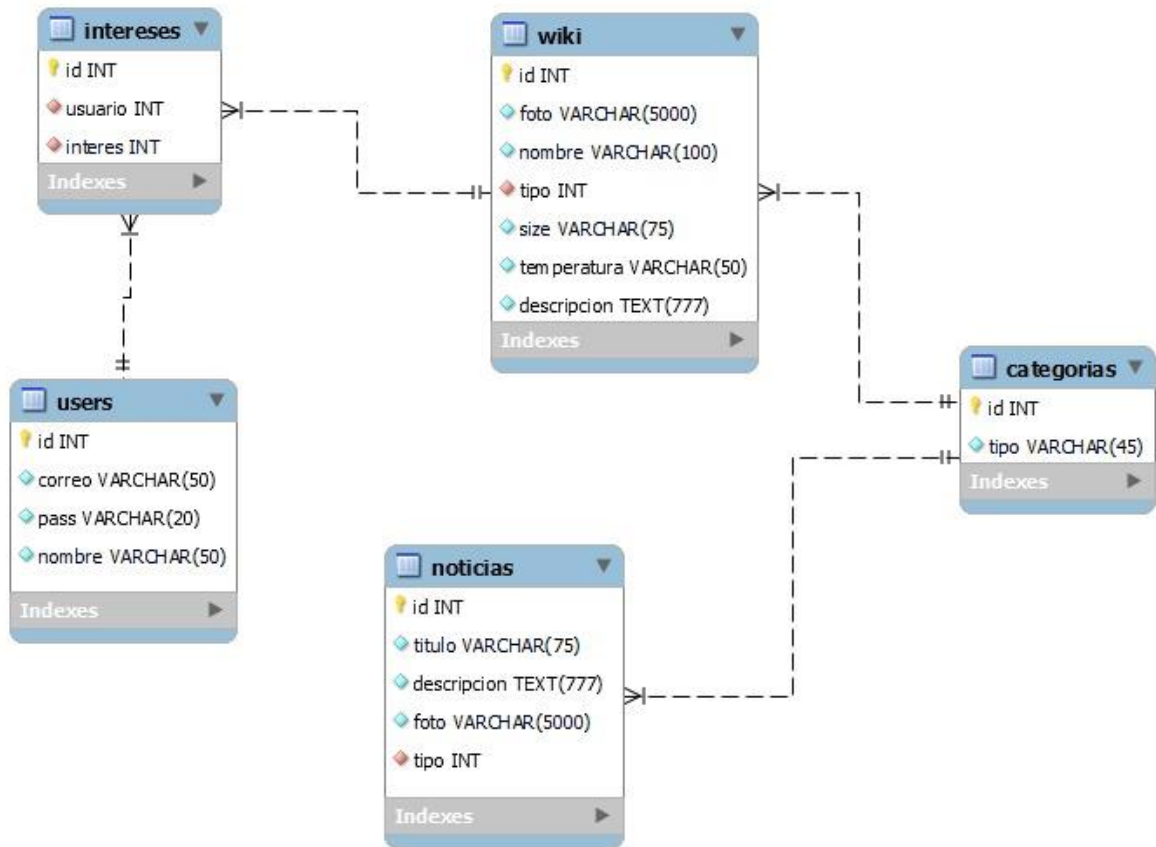 intereses
id INT
usuario INT
interes INT
Indexes
wiki
id INT
foto VARCHAR(5000)
nombre VARCHAR(100)
tipo INT
size VARCHAR(75)
temperatura VARCHAR(50)
descripcion TEXT(777)
Indexes
users
id INT
correo VARCHAR(50)
pass VARCHAR(20)
nombre VARCHAR(50)
Indexes
categorias
id INT
tipo VARCHAR(45)
Indexes
noticias
id INT
titulo VARCHAR(75)
descripcion TEXT(777)
foto VARCHAR(5000)
tipo INT
Indexes